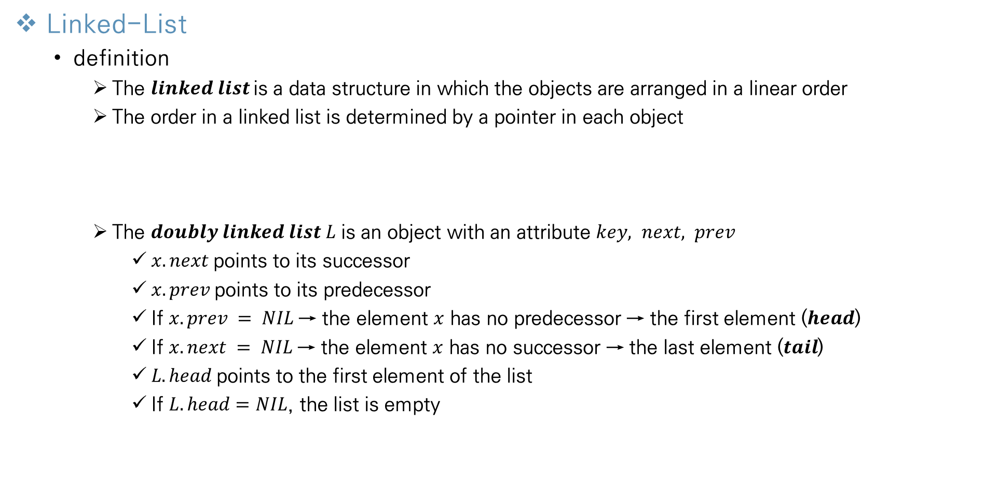 ❖ Linked-List
• definition
➢ The linked list is a data structure in which the objects are arranged in a linear order
➢ The order in a linked list is determined by a pointer in each object
➢ The doubly linked list L is an object with an attribute key, next, prev
✓ x.next points to its successor
✓ x.prev points to its predecessor
✓ If x.prev = NIL → the element x has no predecessor → the first element (head)
✓ If x.next = NIL → the element x has no successor → the last element (tail)
✓ L.head points to the first element of the list
✓ If L.head = NIL, the list is empty